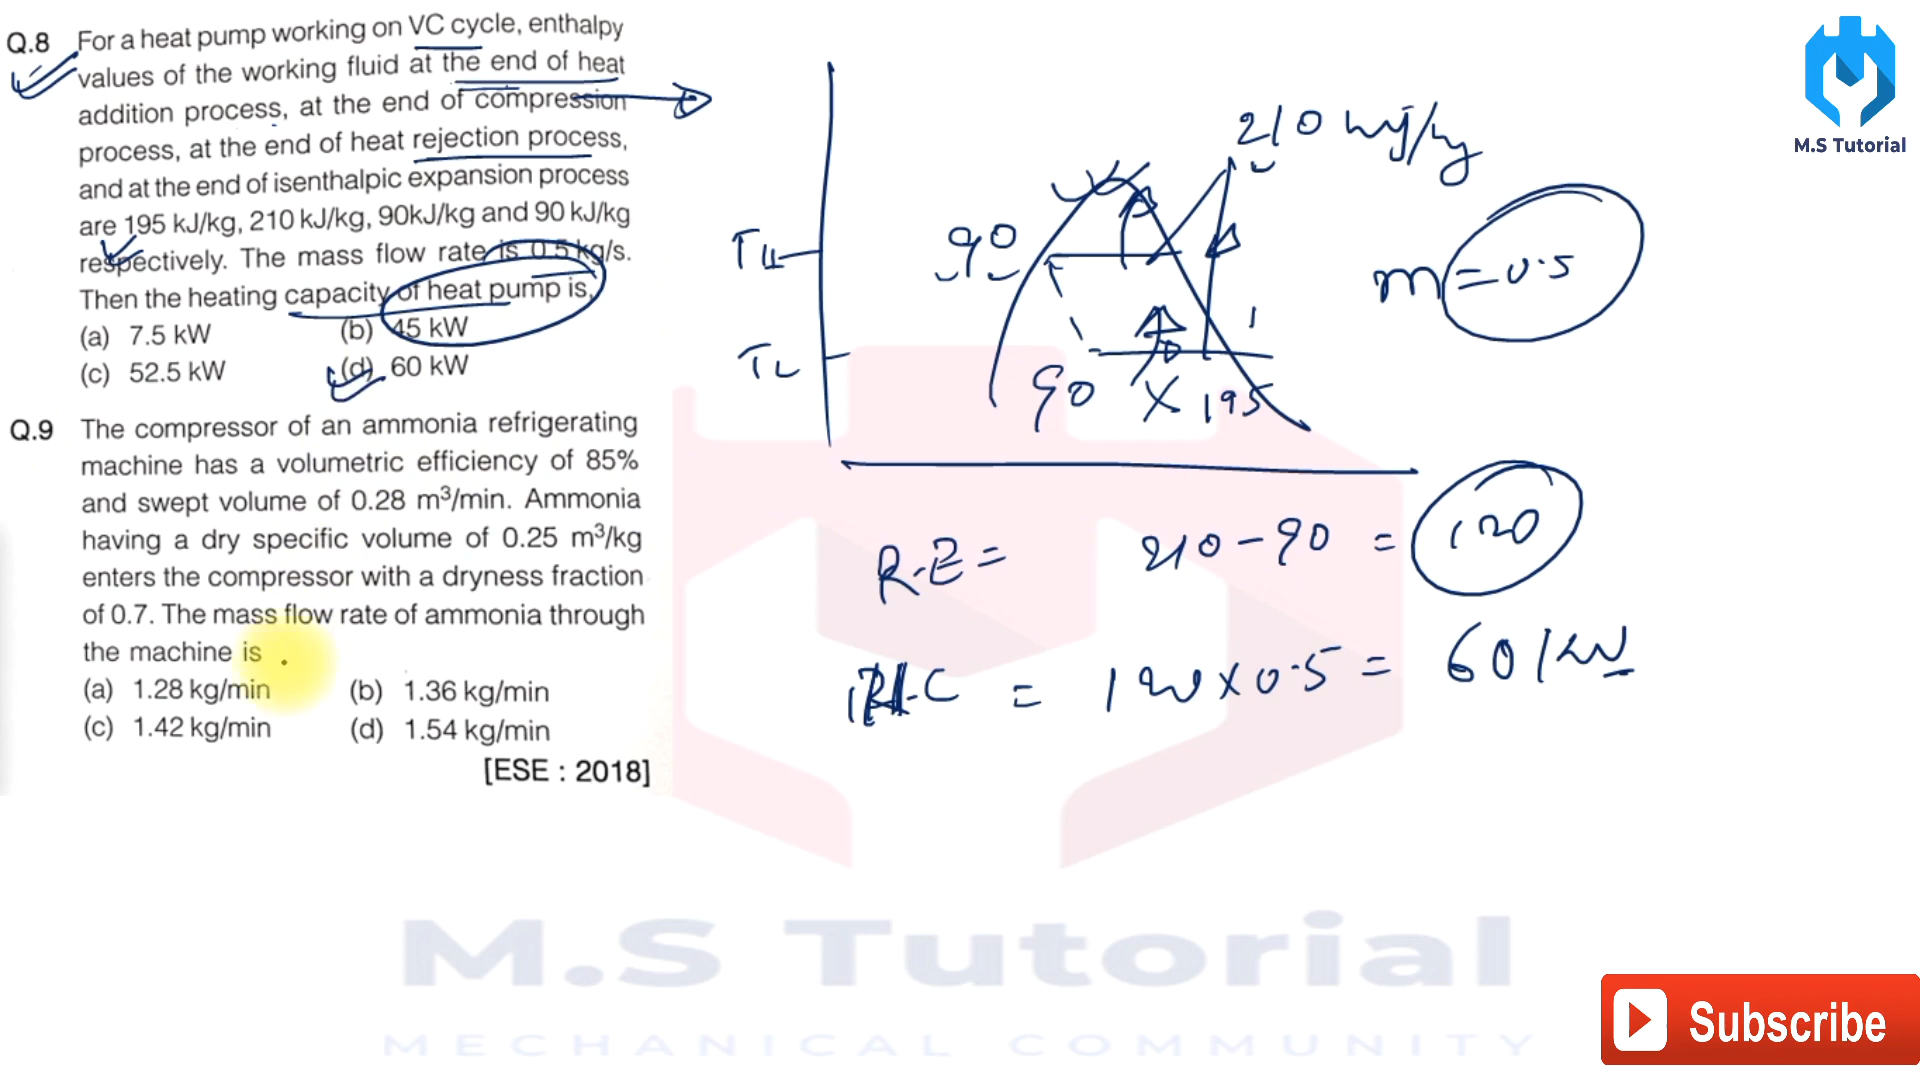 Q.8 For a heat pump working on VC cycle, enthalpy
values of the working fluid at the end of heat
addition process, at the end of compression
process, at the end of heat rejection process,
and at the end of isenthalpic expansion process
are 195 kJ/kg, 210 kJ/kg, 90kJ/kg and 90 kJ/kg
respectively. The mass flow rate is 0.5 kg/s.
Then the heating capacity of heat pump is,
(a) 7.5 kW (b) 45 kW
(c) 52.5 kW (d) 60 kW
Q.9 The compressor of an ammonia refrigerating
machine has a volumetric efficiency of 85%
and swept volume of 0.28 m³/min. Ammonia
having a dry specific volume of 0.25 m³/kg
enters the compressor with a dryness fraction
of 0.7. The mass flow rate of ammonia through
the machine is
(a) 1.28 kg/min (b) 1.36 kg/min
(c) 1.42 kg/min (d) 1.54 kg/min
[ESE : 2018]
210 kJ/kg
90
TH
m = 0.5
TL
1
90 195
R.E = 210 - 90 = 120
H.C = 120 x 0.5 = 60 kW
M.S Tutorial
M.S Tutorial
MECHANICAL COMMUNITY
Subscribe